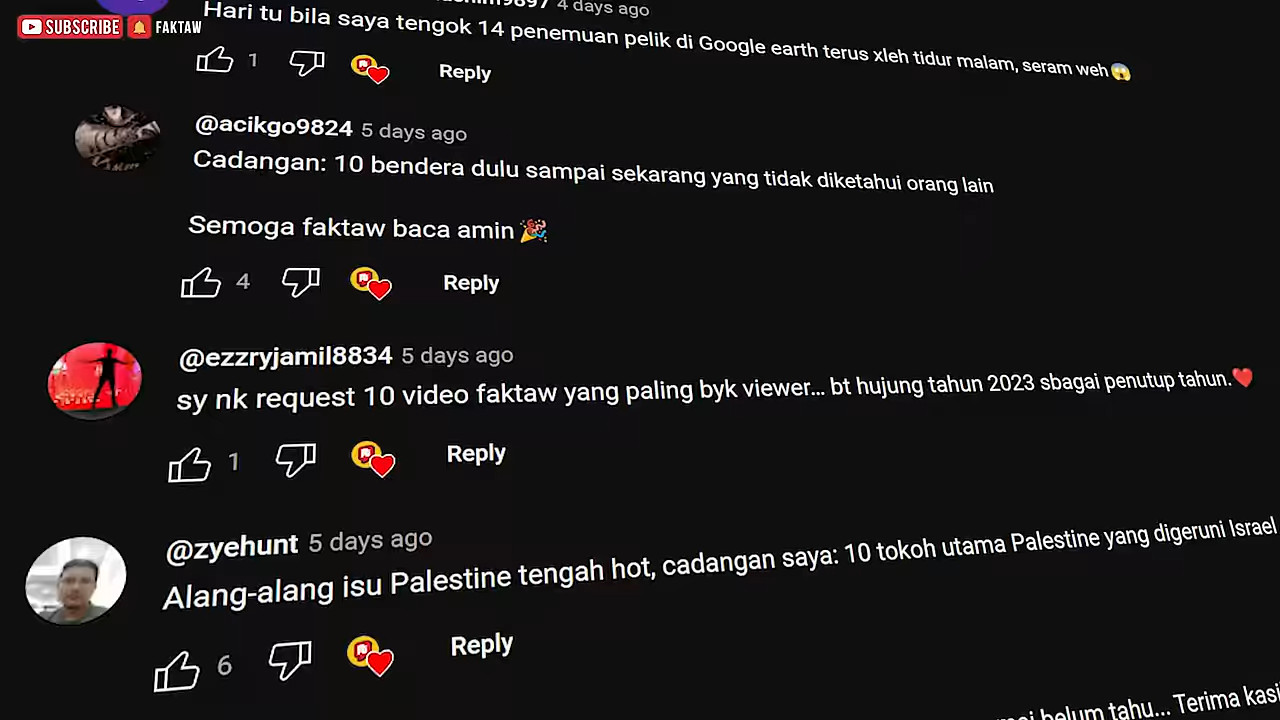 4 days ago
SUBSCRIBE FAKTAW
Hari tu bila saya tengok 14 penemuan pelik di Google earth terus xleh tidur malam, seram weh😱
1 Reply
@acikgo9824 5 days ago
Cadangan: 10 bendera dulu sampai sekarang yang tidak diketahui orang lain
Semoga faktaw baca amin🎉
4 Reply
@ezzryjamil8834 5 days ago
sy nk request 10 video faktaw yang paling byk viewer... bt hujung tahun 2023 sbagai penutup tahun.❤️
1 Reply
@zyehunt 5 days ago
Alang-alang isu Palestine tengah hot, cadangan saya: 10 tokoh utama Palestine yang digeruni Israel
6 Reply
belum tahu... Terima